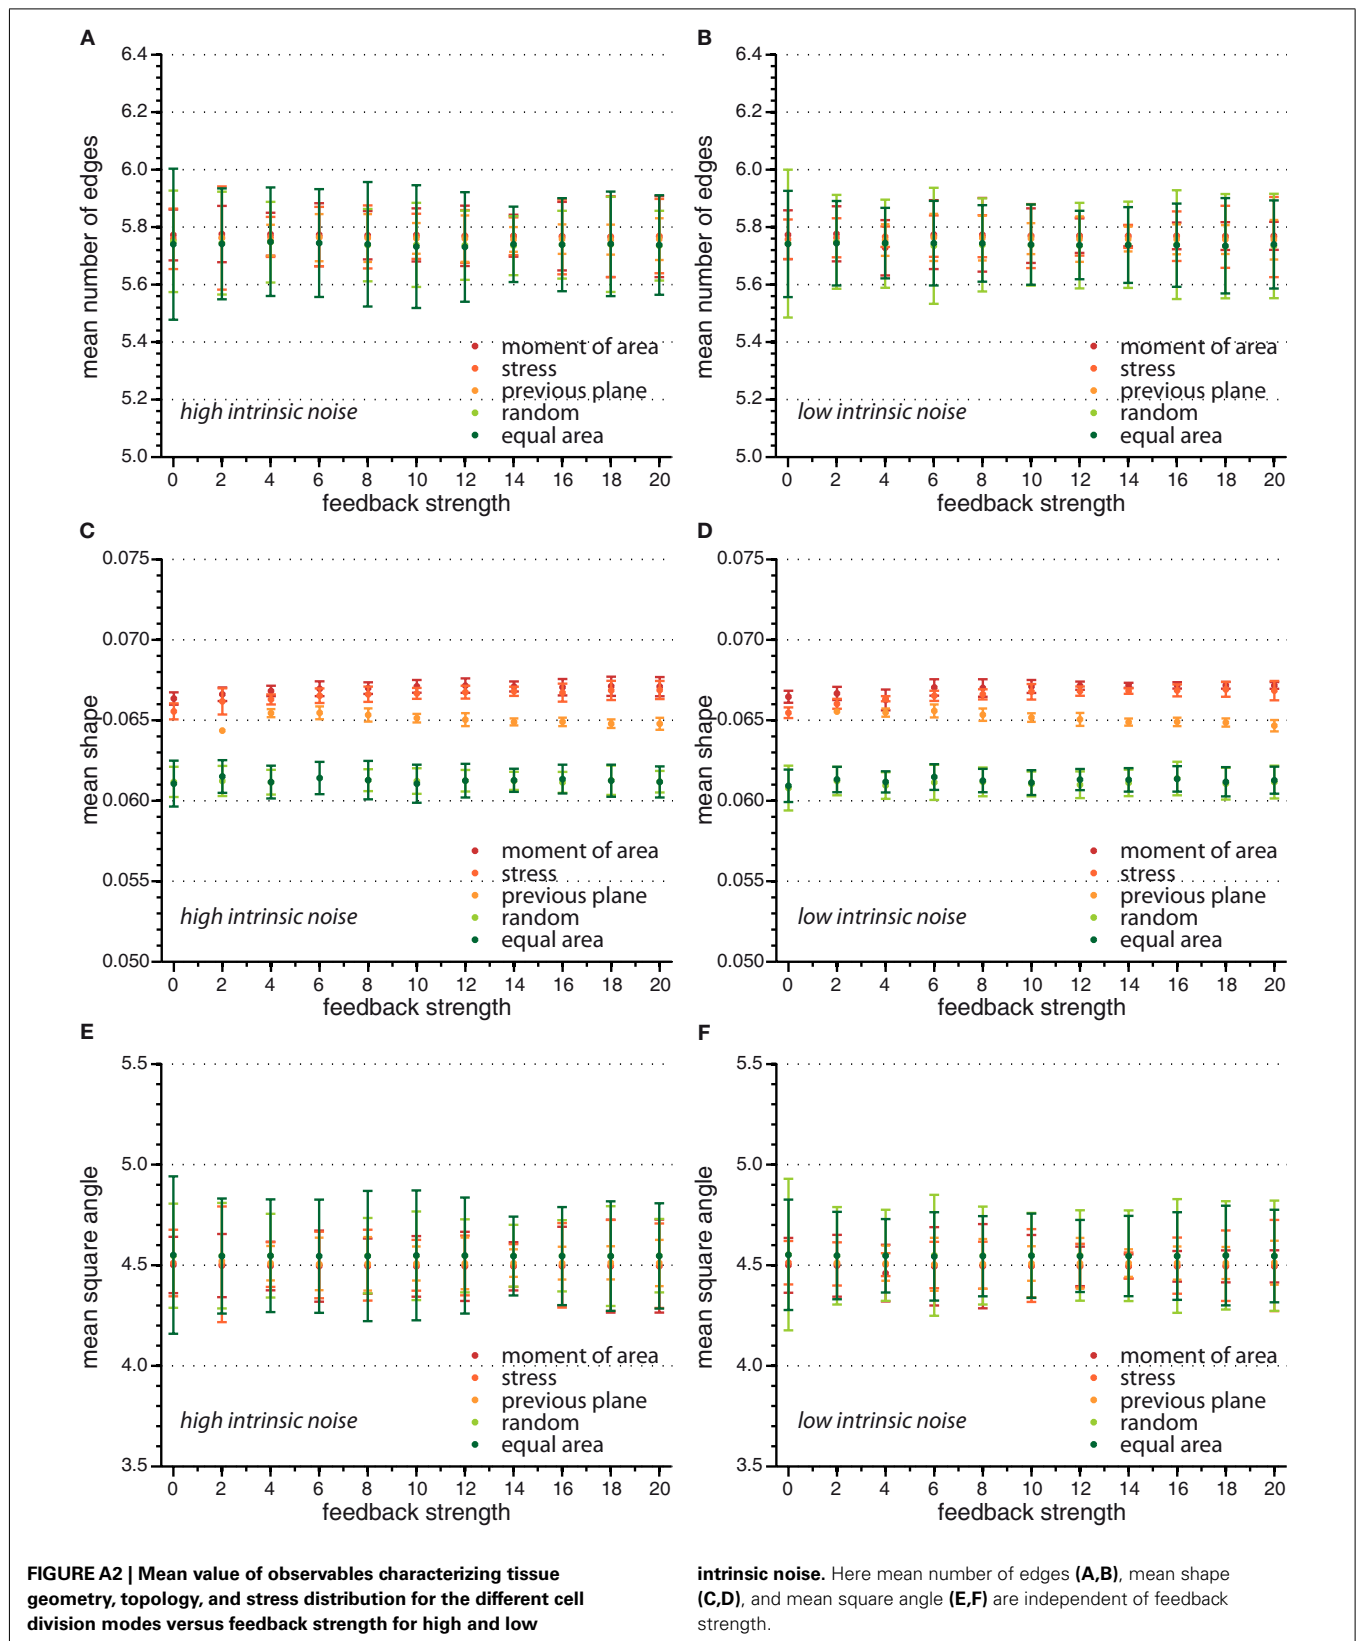 A
6.4
6.2
6.0
5.8
5.6
5.4
5.2
5.0
mean number of edges
moment of area
stress
previous plane
random
equal area
high intrinsic noise
0 2 4 6 8 10 12 14 16 18 20
feedback strength
B
6.4
6.2
6.0
5.8
5.6
5.4
5.2
5.0
mean number of edges
moment of area
stress
previous plane
random
equal area
low intrinsic noise
0 2 4 6 8 10 12 14 16 18 20
feedback strength
C
0.075
0.070
0.065
0.060
0.055
0.050
mean shape
moment of area
stress
previous plane
random
equal area
high intrinsic noise
0 2 4 6 8 10 12 14 16 18 20
feedback strength
D
0.075
0.070
0.065
0.060
0.055
0.050
mean shape
moment of area
stress
previous plane
random
equal area
low intrinsic noise
0 2 4 6 8 10 12 14 16 18 20
feedback strength
E
5.5
5.0
4.5
4.0
3.5
mean square angle
moment of area
stress
previous plane
random
equal area
high intrinsic noise
0 2 4 6 8 10 12 14 16 18 20
feedback strength
F
5.5
5.0
4.5
4.0
3.5
mean square angle
moment of area
stress
previous plane
random
equal area
low intrinsic noise
0 2 4 6 8 10 12 14 16 18 20
feedback strength
FIGURE A2 | Mean value of observables characterizing tissue
geometry, topology, and stress distribution for the different cell
division modes versus feedback strength for high and low
intrinsic noise. Here mean number of edges (A,B), mean shape
(C,D), and mean square angle (E,F) are independent of feedback
strength.